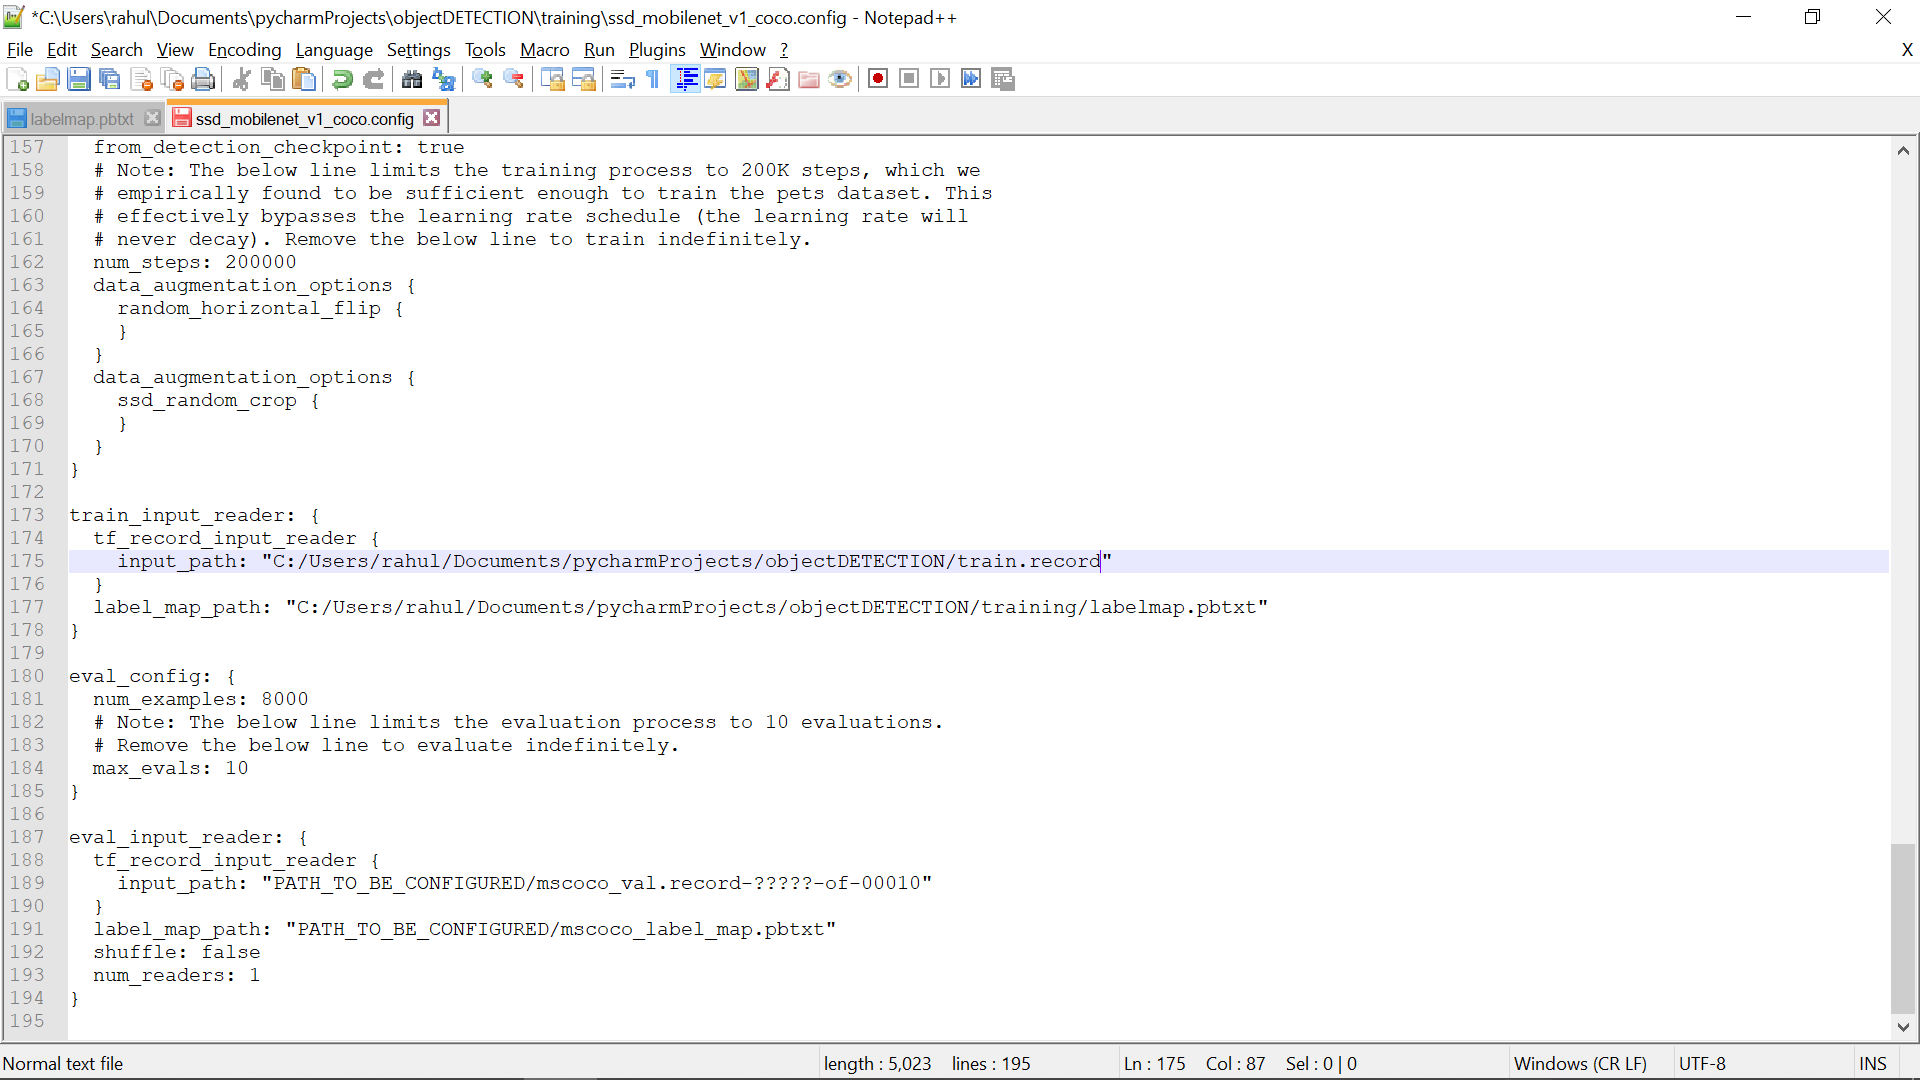 *C:\Users\rahul\Documents\pycharmProjects\objectDETECTION\training\ssd_mobilenet_v1_coco.config - Notepad++
File Edit Search View Encoding Language Settings Tools Macro Run Plugins Window ? X
labelmap.pbtxt ssd_mobilenet_v1_coco.config
157 from_detection_checkpoint: true
158 # Note: The below line limits the training process to 200K steps, which we
159 # empirically found to be sufficient enough to train the pets dataset. This
160 # effectively bypasses the learning rate schedule (the learning rate will
161 # never decay). Remove the below line to train indefinitely.
162 num_steps: 200000
163 data_augmentation_options {
164 random_horizontal_flip {
165 }
166 }
167 data_augmentation_options {
168 ssd_random_crop {
169 }
170 }
171 }
172
173 train_input_reader: {
174 tf_record_input_reader {
175 input_path: "C:/Users/rahul/Documents/pycharmProjects/objectDETECTION/train.record"
176 }
177 label_map_path: "C:/Users/rahul/Documents/pycharmProjects/objectDETECTION/training/labelmap.pbtxt"
178 }
179
180 eval_config: {
181 num_examples: 8000
182 # Note: The below line limits the evaluation process to 10 evaluations.
183 # Remove the below line to evaluate indefinitely.
184 max_evals: 10
185 }
186
187 eval_input_reader: {
188 tf_record_input_reader {
189 input_path: "PATH_TO_BE_CONFIGURED/mscoco_val.record-?????-of-00010"
190 }
191 label_map_path: "PATH_TO_BE_CONFIGURED/mscoco_label_map.pbtxt"
192 shuffle: false
193 num_readers: 1
194 }
195
Normal text file length : 5,023 lines : 195 Ln : 175 Col : 87 Sel : 0 | 0 Windows (CR LF) UTF-8 INS